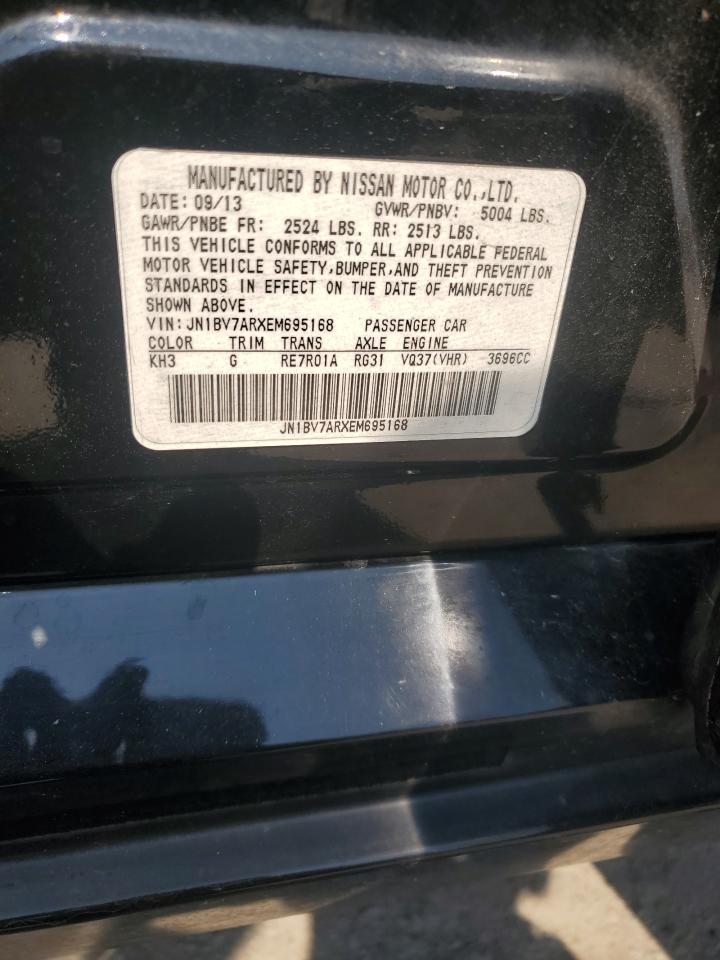 MANUFACTURED BY NISSAN MOTOR CO.,LTD.
DATE: 09/13 GVWR/PNBV: 5004 LBS.
GAWR/PNBE FR: 2524 LBS. RR: 2513 LBS.
THIS VEHICLE CONFORMS TO ALL APPLICABLE FEDERAL
MOTOR VEHICLE SAFETY,BUMPER,AND THEFT PREVENTION
STANDARDS IN EFFECT ON THE DATE OF MANUFACTURE
SHOWN ABOVE.
VIN:JN1BV7ARXEM695168 PASSENGER CAR
COLOR TRIM TRANS AXLE ENGINE
KH3 G RE7R01A RG31 VQ37(VHR) 3696CC
JN1BV7ARXEM695168